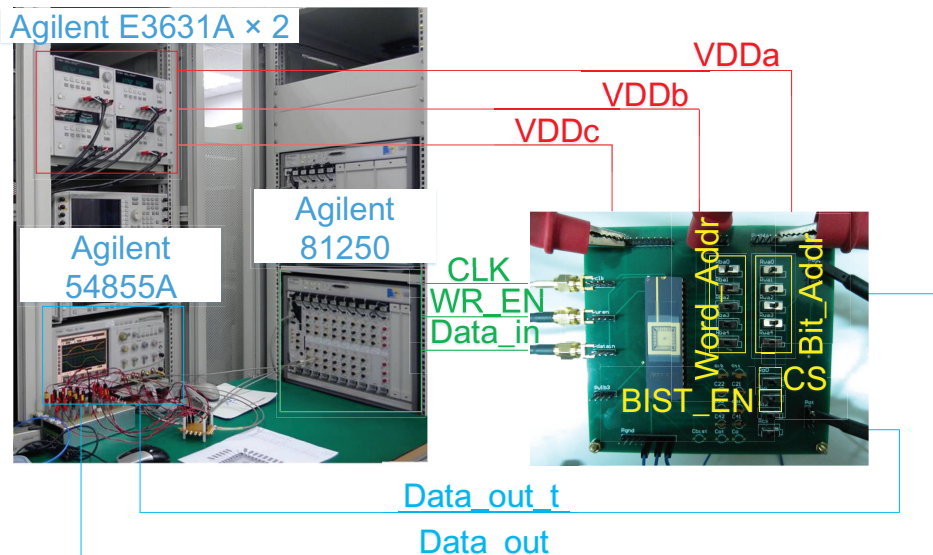 Agilent E3631A × 2
VDDa
VDDb
VDDc
Agilent
81250
Agilent
54855A
CLK
WR_EN
Data_in
Word_Addr
Bit_Addr
CS
BIST_EN
Data_out_t
Data_out